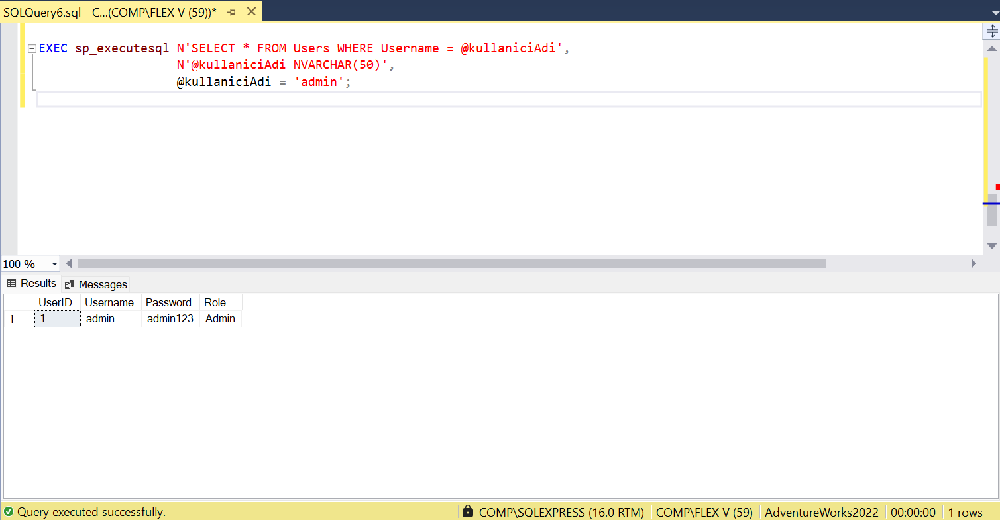 SQLQuery6.sql - C...(COMP\FLEX V (59))*
EXEC sp_executesql N'SELECT * FROM Users WHERE Username = @kullaniciAdi',
N'@kullaniciAdi NVARCHAR(50)',
@kullaniciAdi = 'admin';
100 %
Results Messages
UserID Username Password Role
1 1 admin admin123 Admin
Query executed successfully. COMP\SQLEXPRESS (16.0 RTM) COMP\FLEX V (59) AdventureWorks2022 00:00:00 1 rows